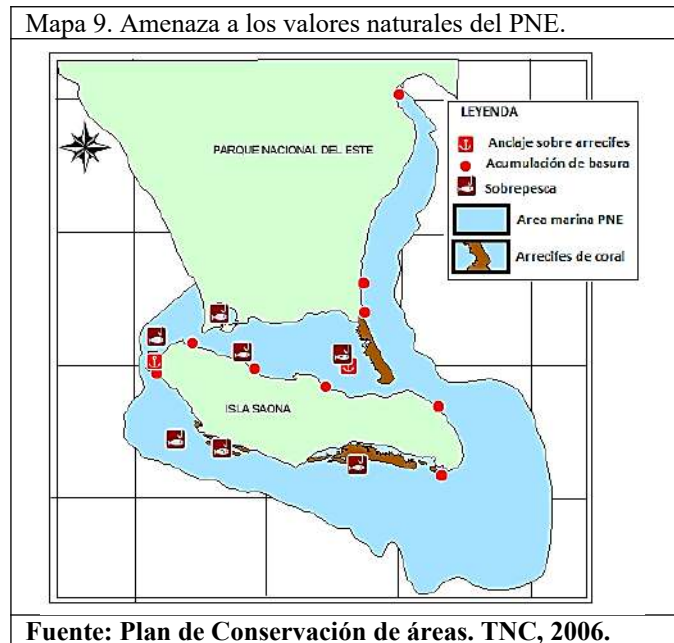 Mapa 9. Amenaza a los valores naturales del PNE.
LEYENDA
PARQUE NACIONAL DEL ESTE
Anclaje sobre arrecifes
Acumulación de basura
Sobrepesca
Area marina PNE
Arrecifes de coral
ISLA SAONA
Fuente: Plan de Conservación de áreas. TNC, 2006.